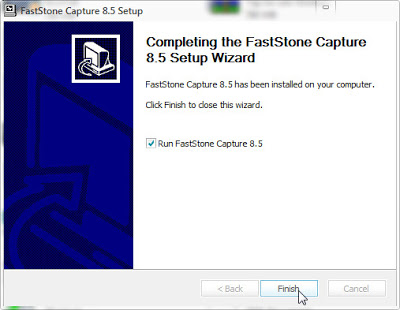 FastStone Capture 8.5 Setup
Completing the FastStone Capture
8.5 Setup Wizard
FastStone Capture 8.5 has been installed on your computer.
Click Finish to close this wizard.
Run FastStone Capture 8.5
< Back
Finish
Cancel